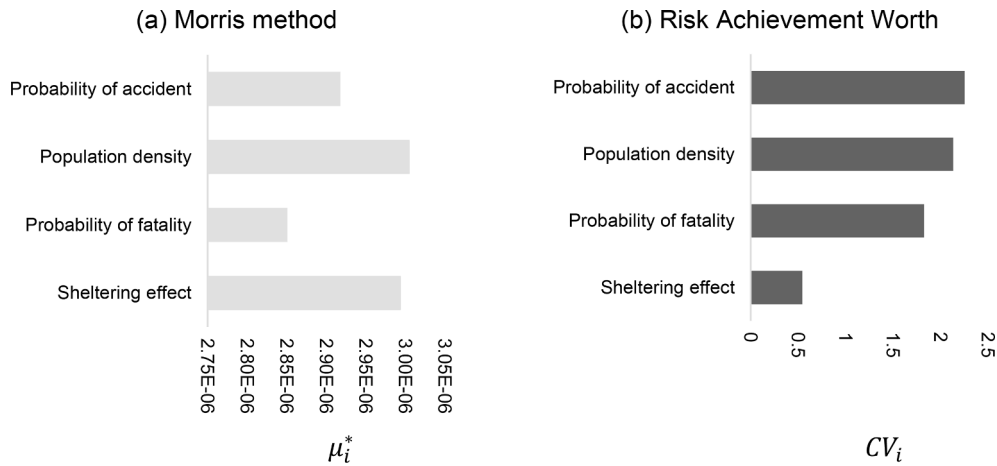 (a) Morris method
Probability of accident
Population density
Probability of fatality
Sheltering effect
2.75E-06
2.80E-06
2.85E-06
2.90E-06
2.95E-06
3.00E-06
3.05E-06
μ*i
(b) Risk Achievement Worth
Probability of accident
Population density
Probability of fatality
Sheltering effect
0
0.5
1
1.5
2
2.5
CVi